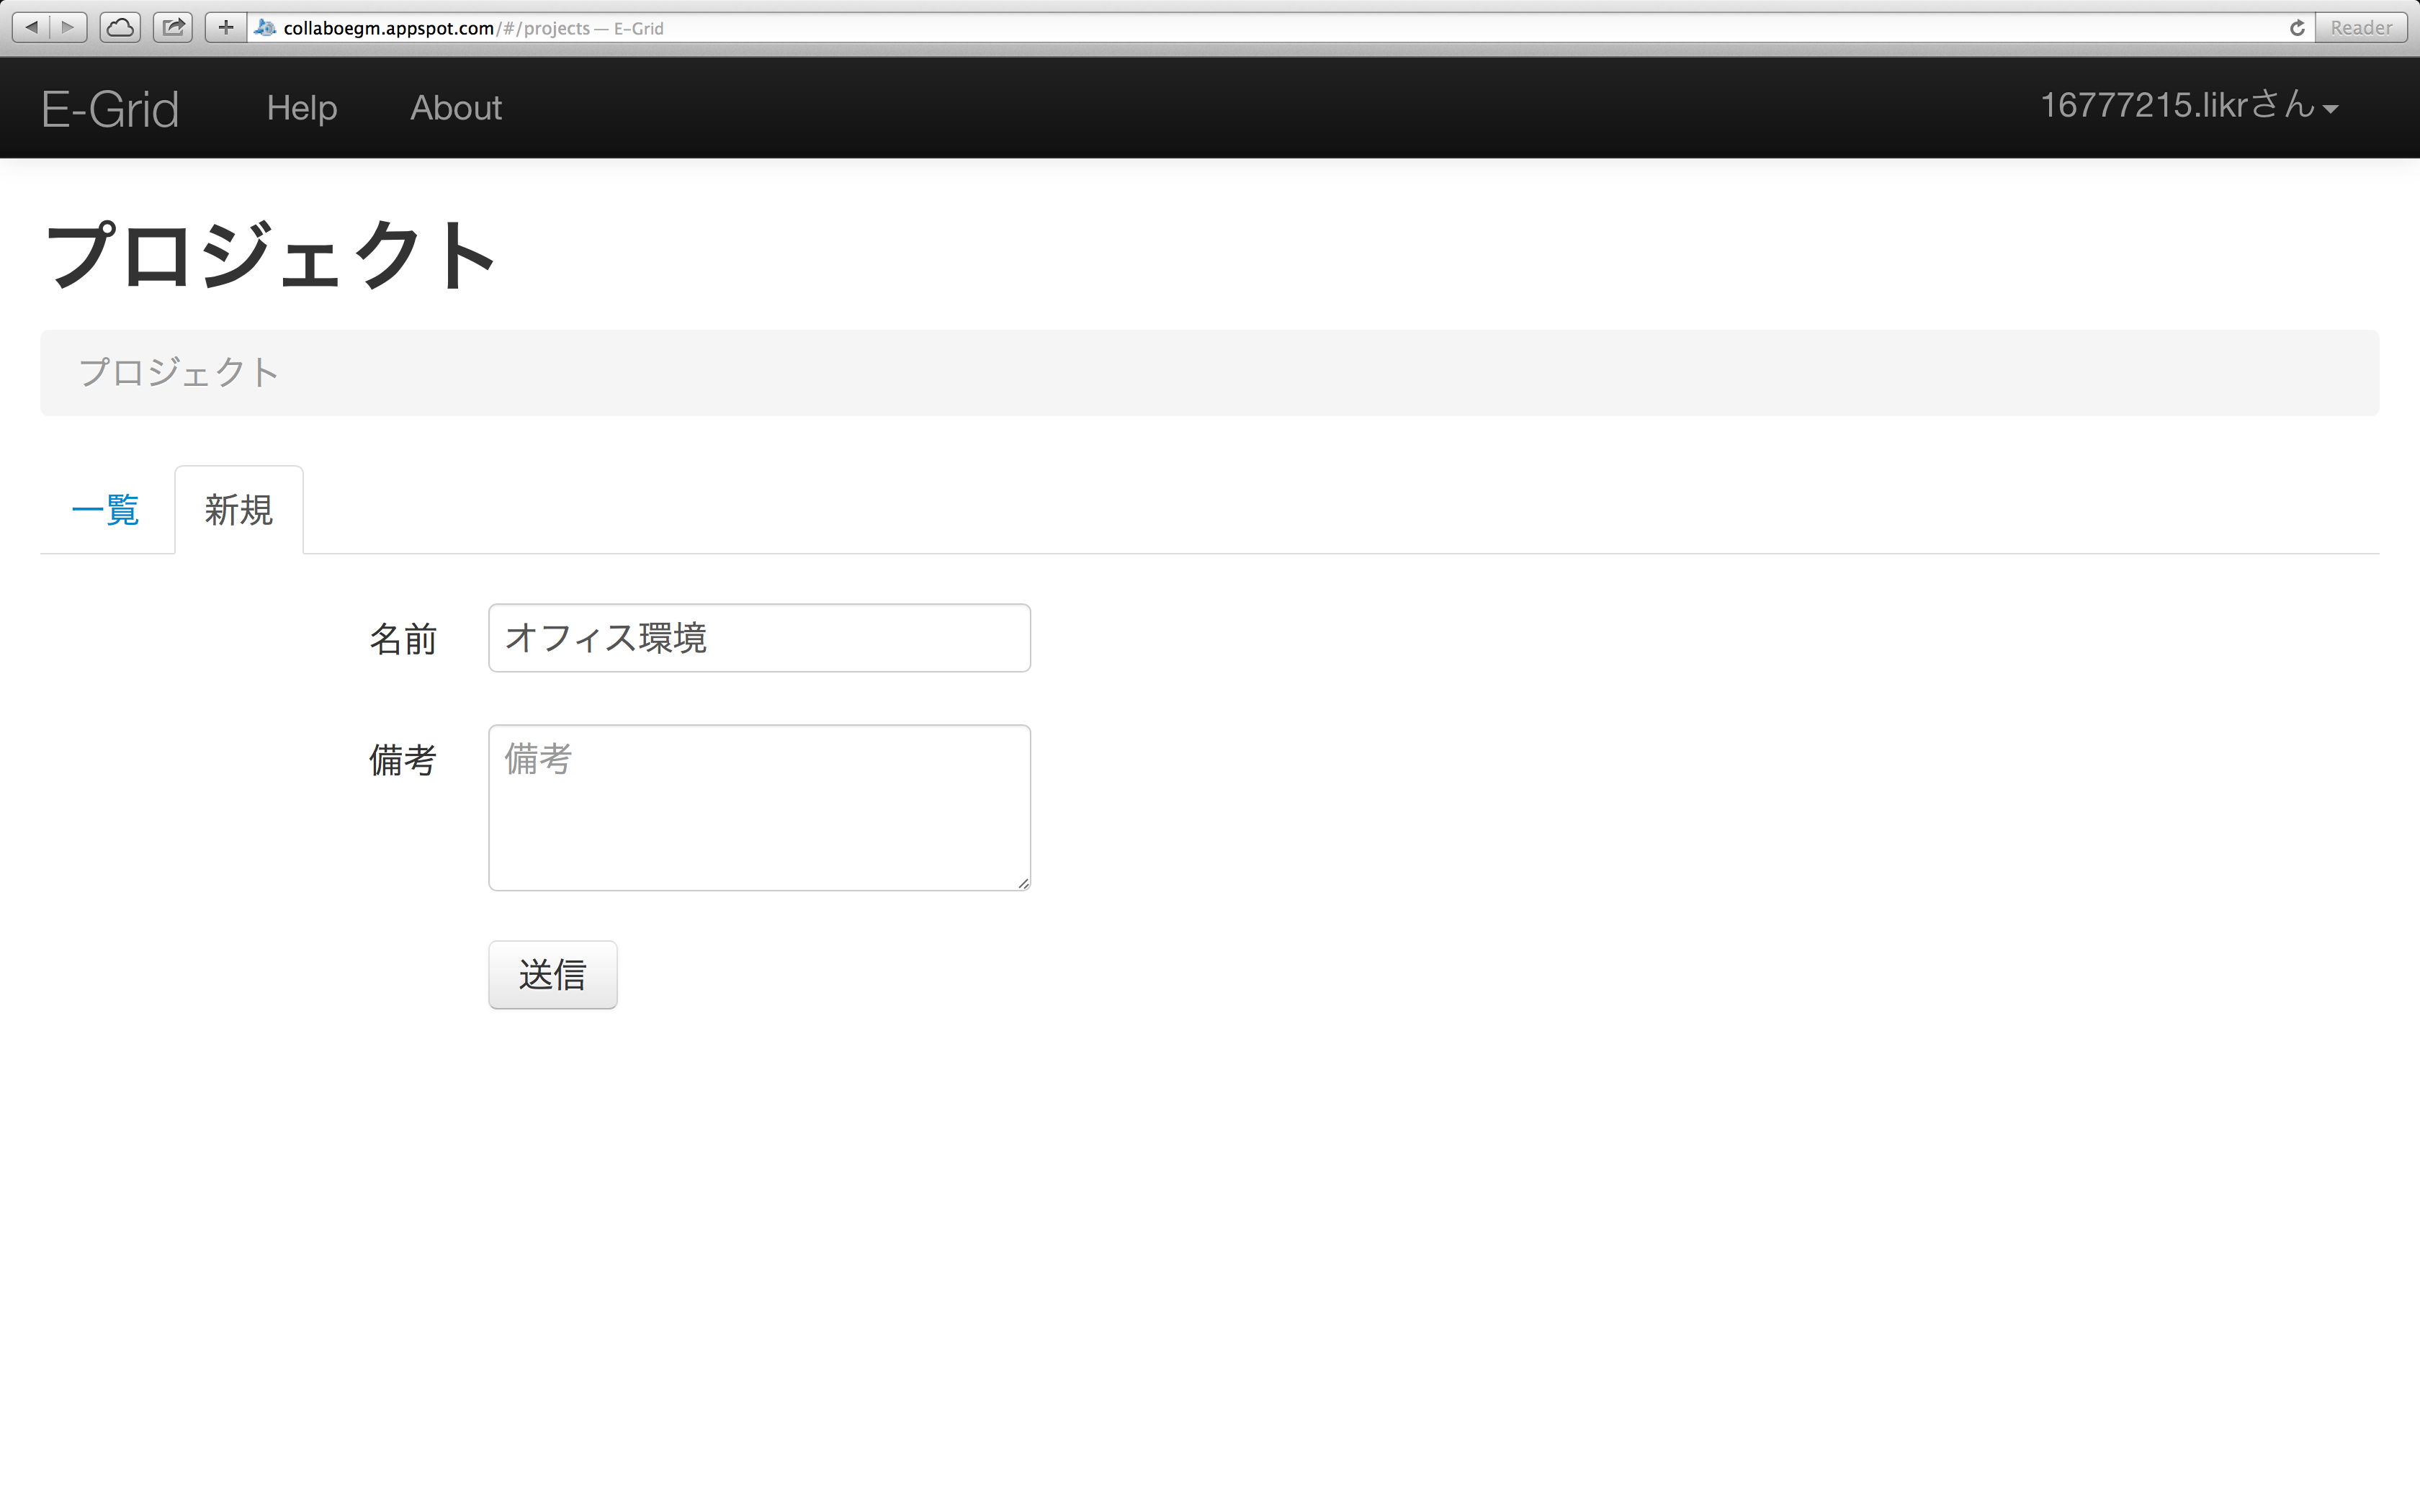 collaboegm.appspot.com/#/projects — E-Grid
Reader
E-Grid Help About 16777215.likrさん
プロジェクト
プロジェクト
一覧 新規
名前 オフィス環境
備考 備考
送信